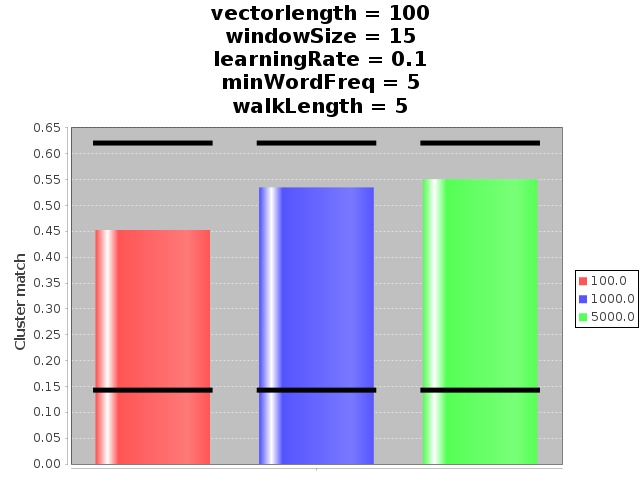 vectorlength = 100
windowSize = 15
learningRate = 0.1
minWordFreq = 5
walkLength = 5
Cluster match
0.65
0.60
0.55
0.50
0.45
0.40
0.35
0.30
0.25
0.20
0.15
0.10
0.05
0.00
100.0
1000.0
5000.0